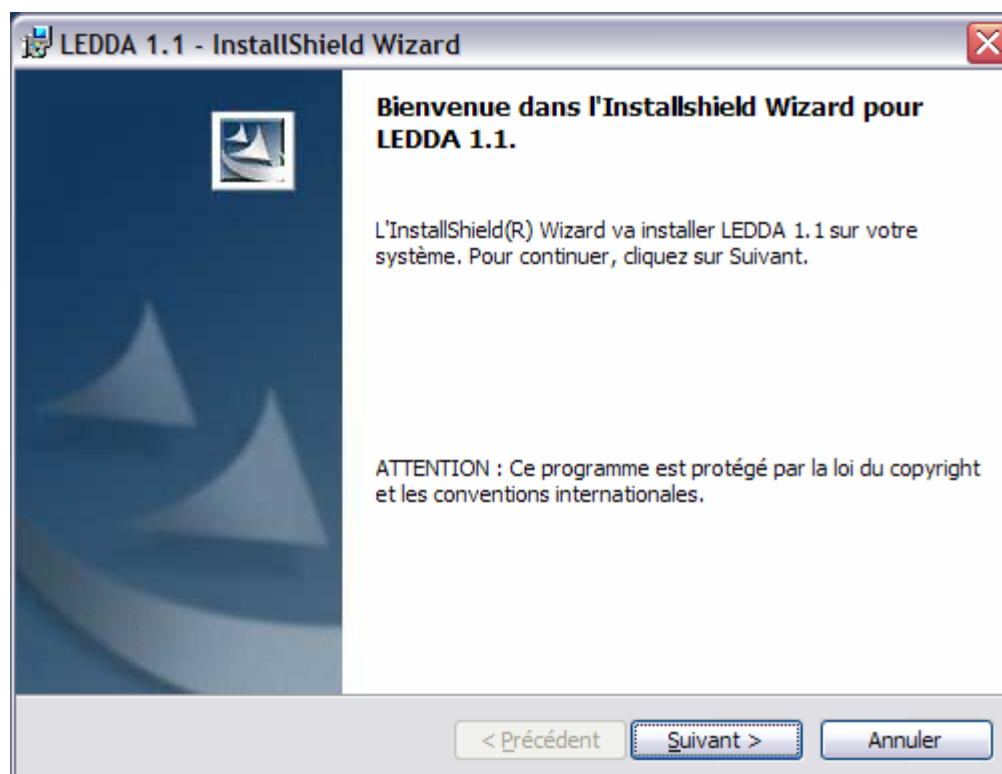 LEDDA 1.1 - InstallShield Wizard
Bienvenue dans l'Installshield Wizard pour
LEDDA 1.1.
L'InstallShield(R) Wizard va installer LEDDA 1.1 sur votre
système. Pour continuer, cliquez sur Suivant.
ATTENTION : Ce programme est protégé par la loi du copyright
et les conventions internationales.
< Précédent
Suivant >
Annuler